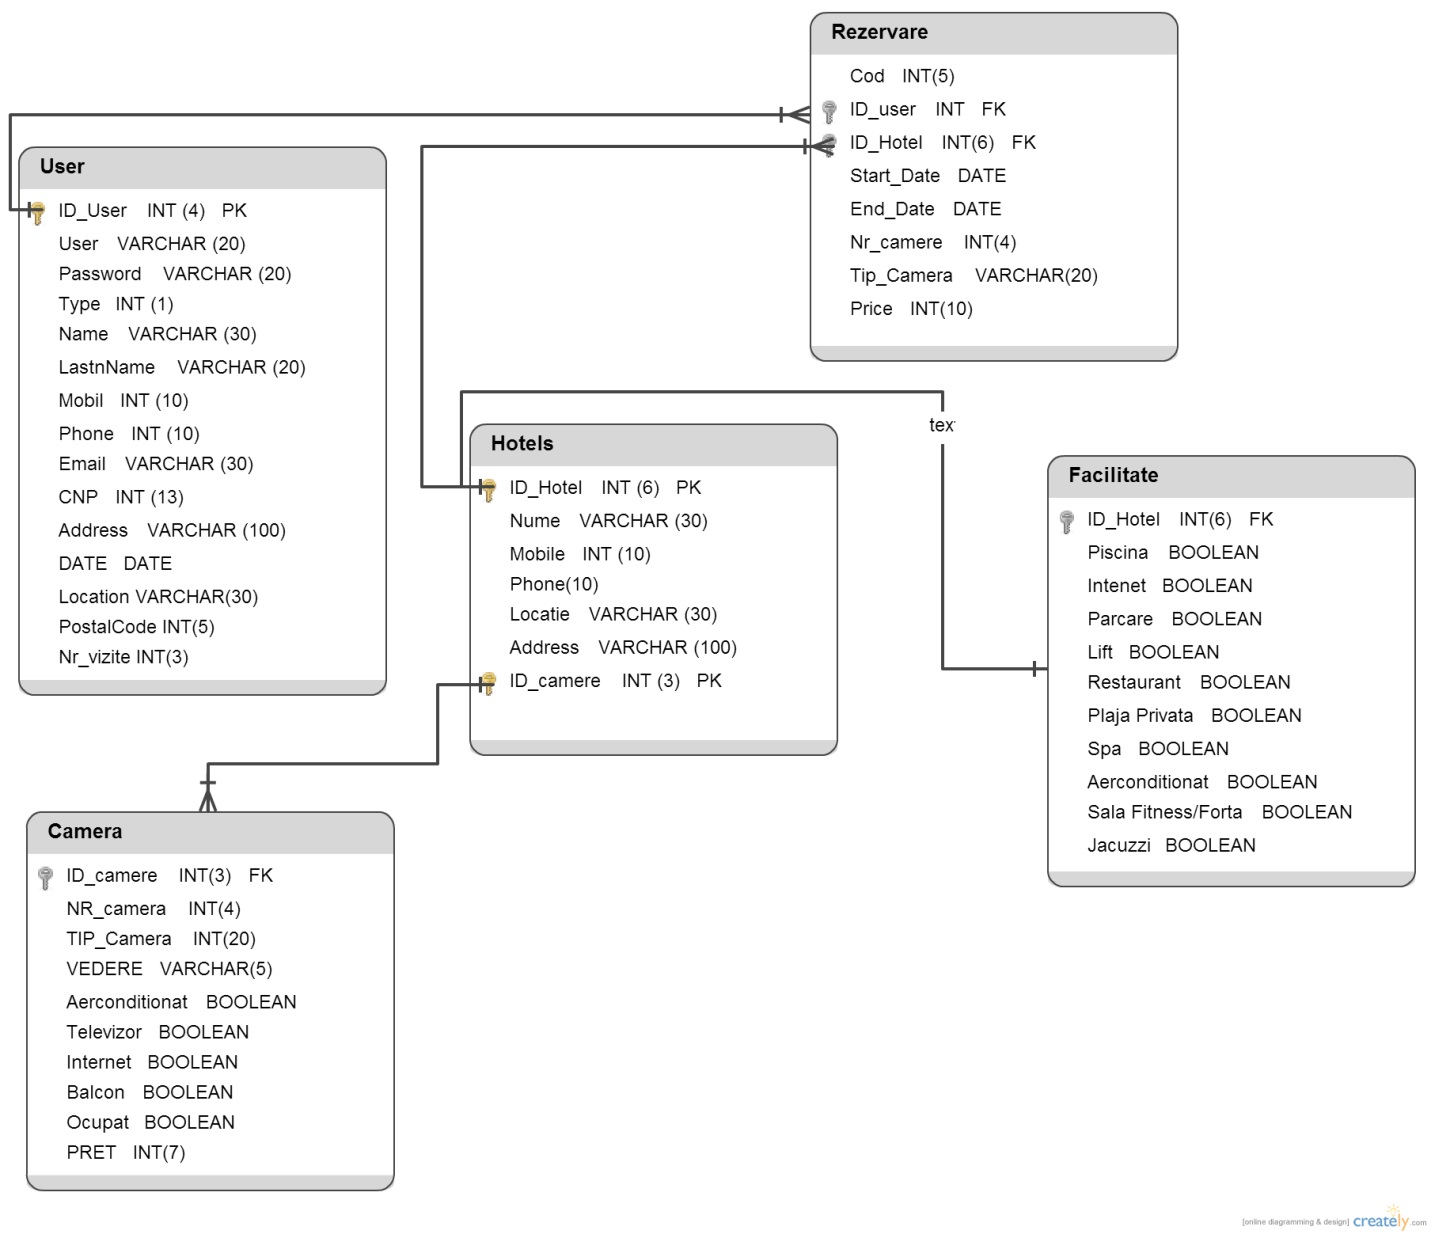 Rezervare
Cod INT(5)
ID_user INT FK
ID_Hotel INT(6) FK
Start_Date DATE
End_Date DATE
Nr_camere INT(4)
Tip_Camera VARCHAR(20)
Price INT(10)
User
ID_User INT (4) PK
User VARCHAR (20)
Password VARCHAR (20)
Type INT (1)
Name VARCHAR (30)
LastnName VARCHAR (20)
Mobil INT (10)
Phone INT (10)
Email VARCHAR (30)
CNP INT (13)
Address VARCHAR (100)
DATE DATE
Location VARCHAR(30)
PostalCode INT(5)
Nr_vizite INT(3)
tex
Hotels
ID_Hotel INT (6) PK
Nume VARCHAR (30)
Mobile INT (10)
Phone(10)
Locatie VARCHAR (30)
Address VARCHAR (100)
ID_camere INT (3) PK
Facilitate
ID_Hotel INT(6) FK
Piscina BOOLEAN
Intenet BOOLEAN
Parcare BOOLEAN
Lift BOOLEAN
Restaurant BOOLEAN
Plaja Privata BOOLEAN
Spa BOOLEAN
Aerconditionat BOOLEAN
Sala Fitness/Forta BOOLEAN
Jacuzzi BOOLEAN
Camera
ID_camere INT(3) FK
NR_camera INT(4)
TIP_Camera INT(20)
VEDERE VARCHAR(5)
Aerconditionat BOOLEAN
Televizor BOOLEAN
Internet BOOLEAN
Balcon BOOLEAN
Ocupat BOOLEAN
PRET INT(7)
[online diagramming & design] creately.com